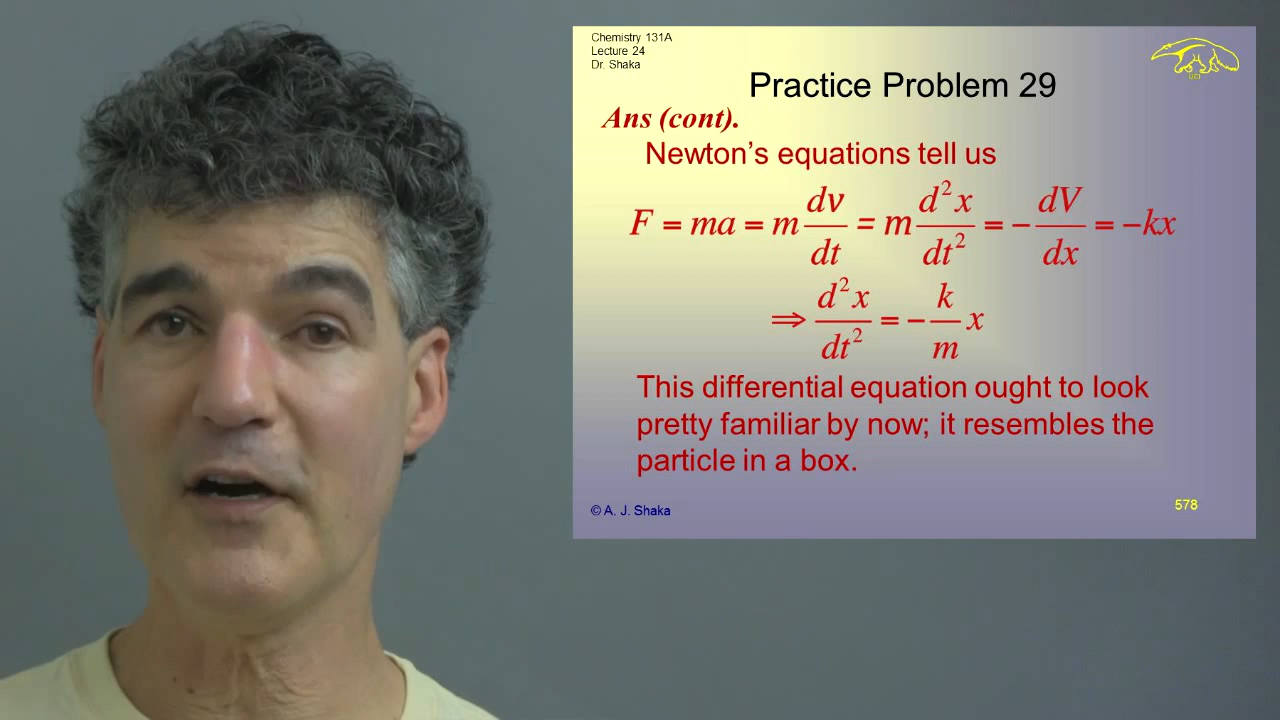 Chemistry 131A
Lecture 24
Dr. Shaka
Practice Problem 29
Ans (cont).
Newton's equations tell us
F = ma = m dv/dt = m d²x/dt² = − dV/dx = −kx
⇒ d²x/dt² = − k/m x
This differential equation ought to look
pretty familiar by now; it resembles the
particle in a box.
© A. J. Shaka
578
UCI